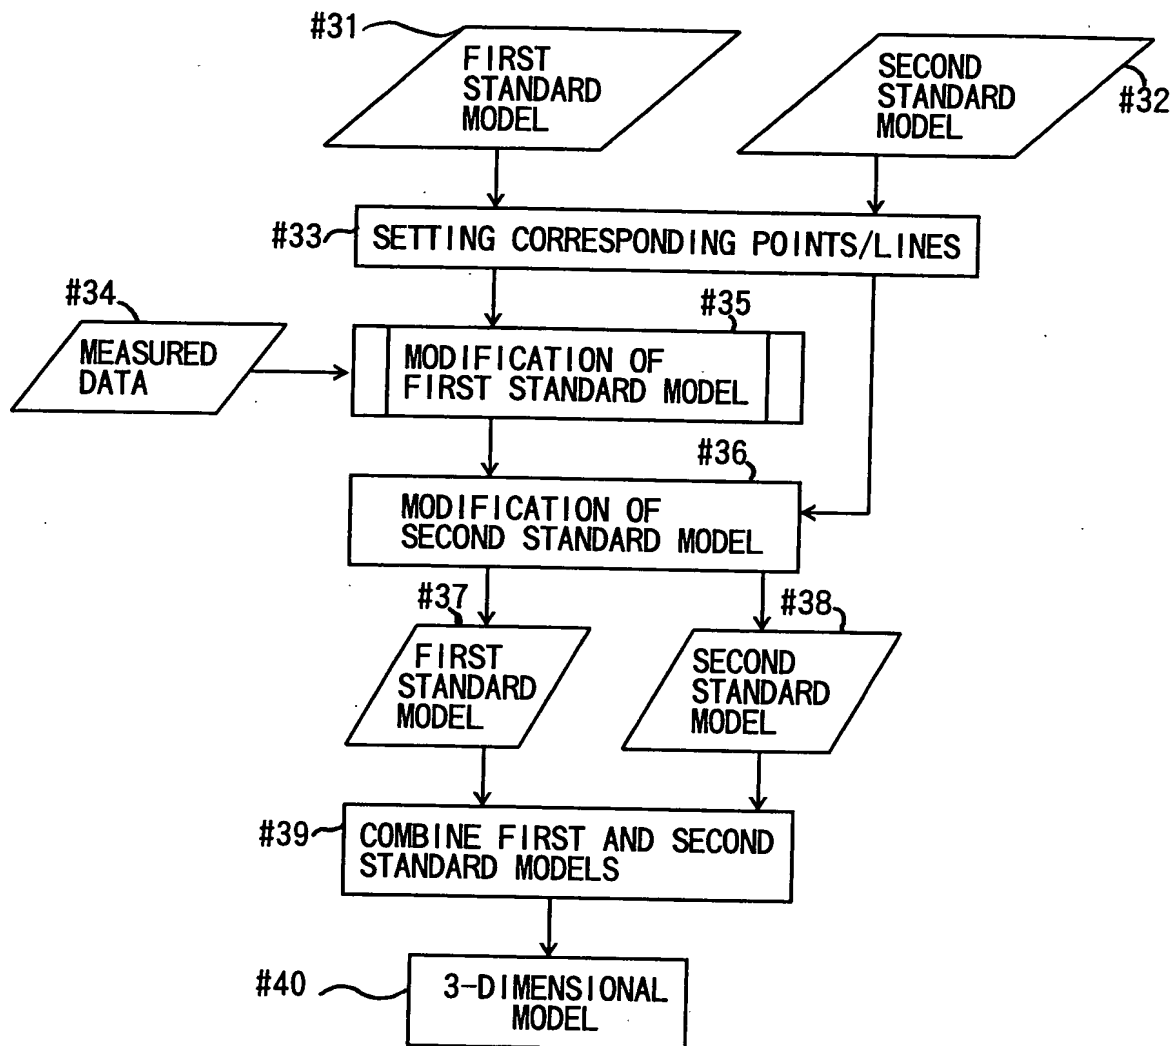 #31
FIRST
STANDARD
MODEL
SECOND
STANDARD
MODEL
#32
#33
SETTING CORRESPONDING POINTS/LINES
#34
MEASURED
DATA
#35
MODIFICATION OF
FIRST STANDARD MODEL
#36
MODIFICATION OF
SECOND STANDARD MODEL
#37
FIRST
STANDARD
MODEL
#38
SECOND
STANDARD
MODEL
#39
COMBINE FIRST AND SECOND
STANDARD MODELS
#40
3-DIMENSIONAL
MODEL